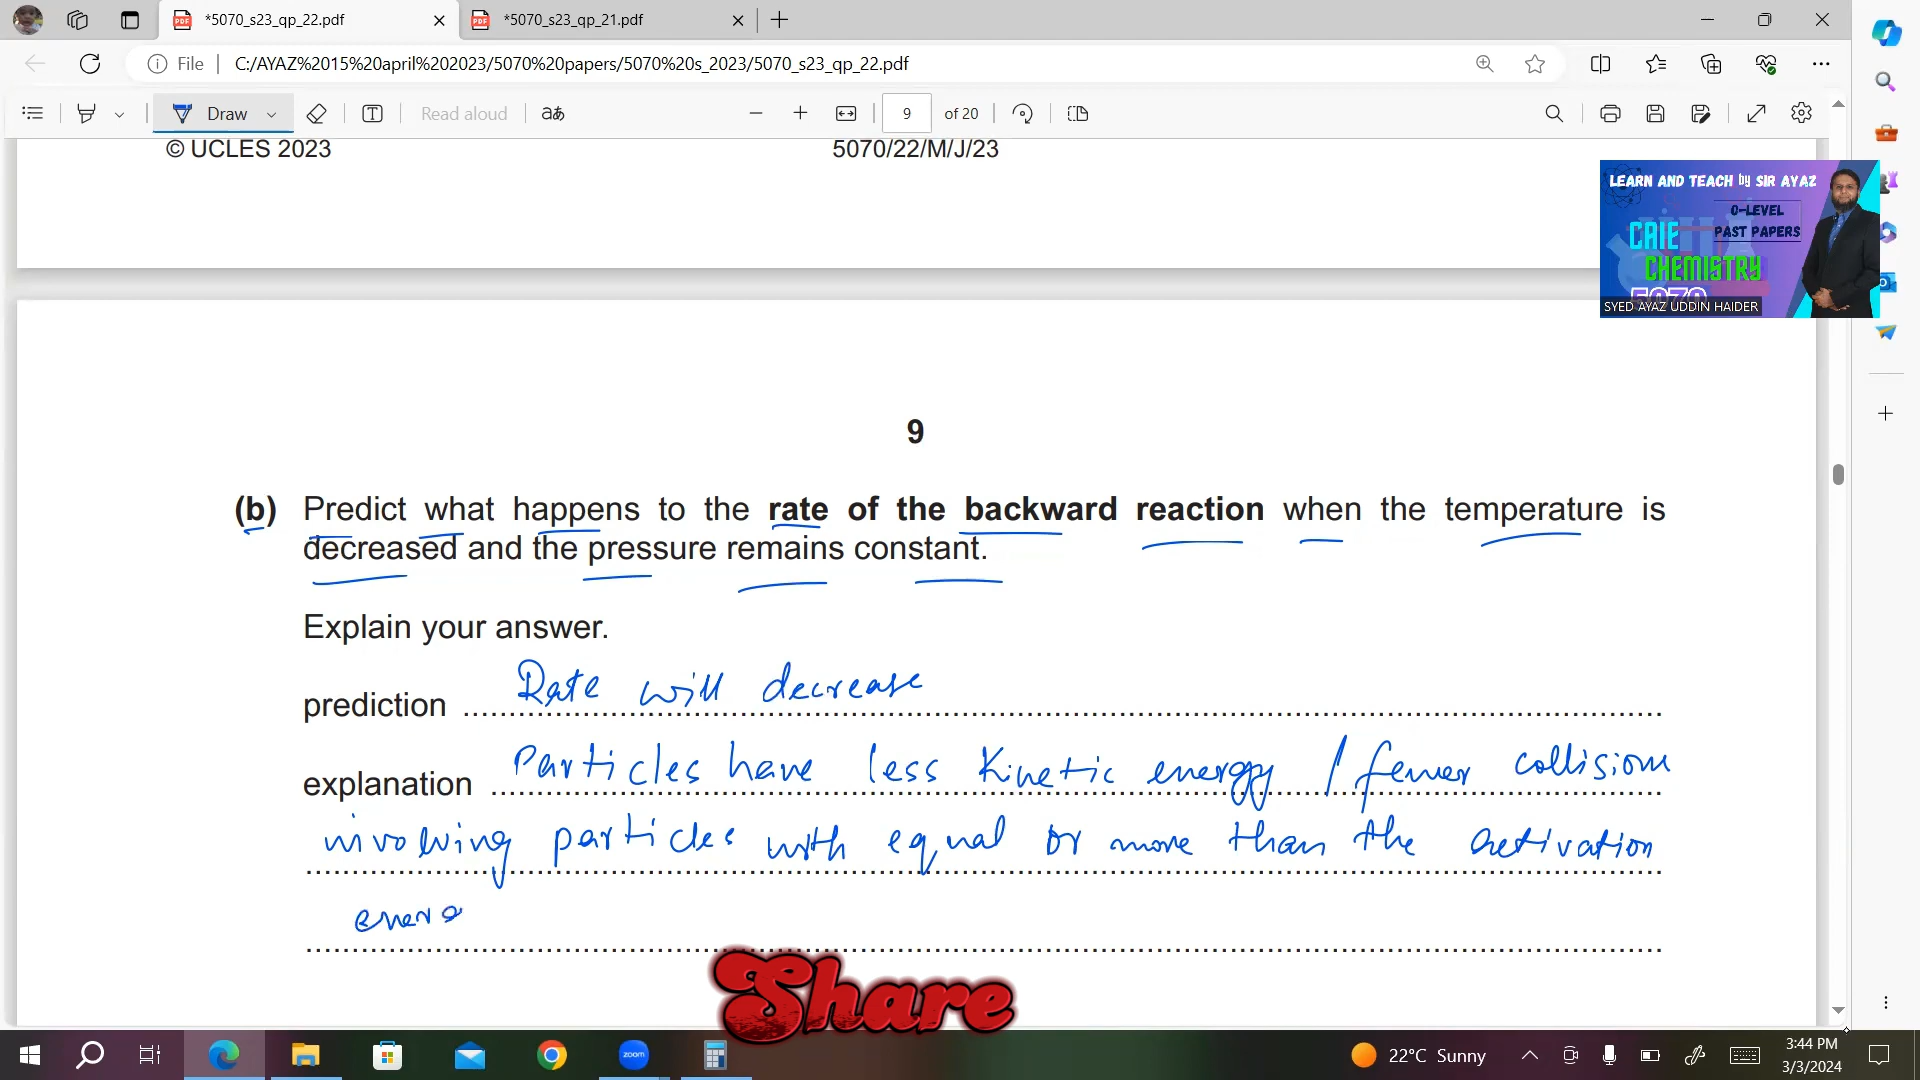 *5070_s23_qp_22.pdf
*5070_s23_qp_21.pdf
File
C:/AYAZ%2015%20april%202023/5070%20papers/5070%20s_2023/5070_s23_qp_22.pdf
Draw
Read aloud
aあ
9
of 20
© UCLES 2023
5070/22/M/J/23
LEARN AND TEACH by SIR AYAZ
O-LEVEL
PAST PAPERS
CAIE
CHEMISTRY
5070
SYED AYAZ UDDIN HAIDER
9
(b) Predict what happens to the rate of the backward reaction when the temperature is
decreased and the pressure remains constant.
Explain your answer.
prediction Rate will decrease
explanation Particles have less Kinetic energy / fewer collisions
involving particles with equal or more than the activation
energ
Share
zoom
22°C Sunny
3:44 PM
3/3/2024